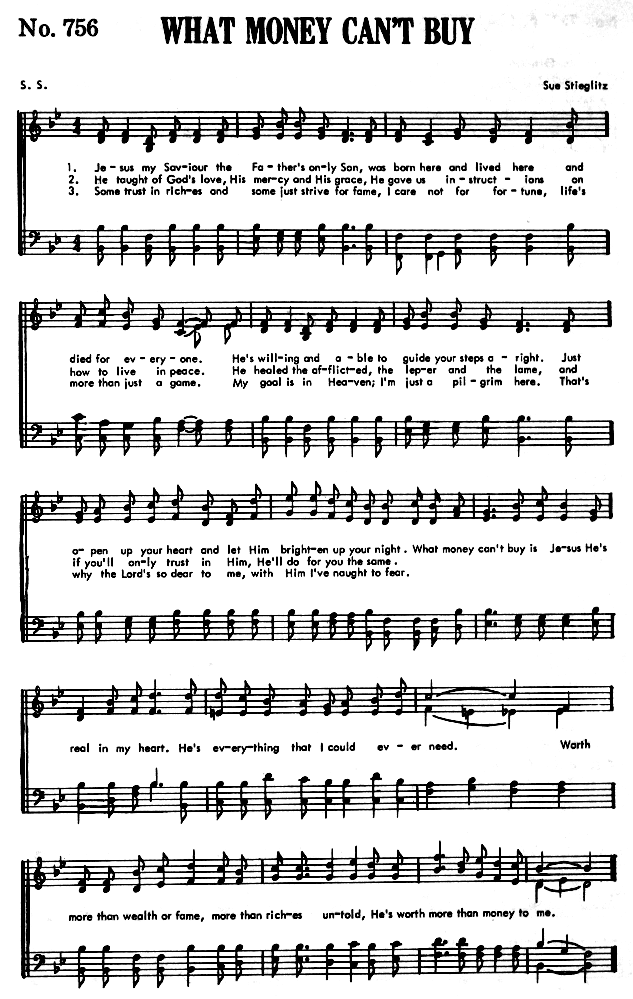 No. 756
WHAT MONEY CAN'T BUY
S. S.
Sue Stieglitz
1. Je-sus my Sav-iour the Fa-ther's on-ly Son, was born here and lived here and
2. He taught of God's love, His mer-cy and His grace, He gave us in-struct-ions on
3. Some trust in rich-es and some just strive for fame, I care not for for-tune, life's
died for ev-ery-one. He's will-ing and a-ble to guide your steps a-right. Just
how to live in peace. He healed the af-flict-ed, the lep-er and the lame, and
more than just a game. My goal is in Heav-en; I'm just a pil-grim here. That's
o-pen up your heart and let Him bright-en up your night. What money can't buy is Je-sus He's
if you'll on-ly trust in Him, He'll do for you the same.
why the Lord's so dear to me, with Him I've naught to fear.
real in my heart. He's ev-ery-thing that I could ev-er need. Worth
more than wealth or fame, more than rich-es un-told, He's worth more than money to me.